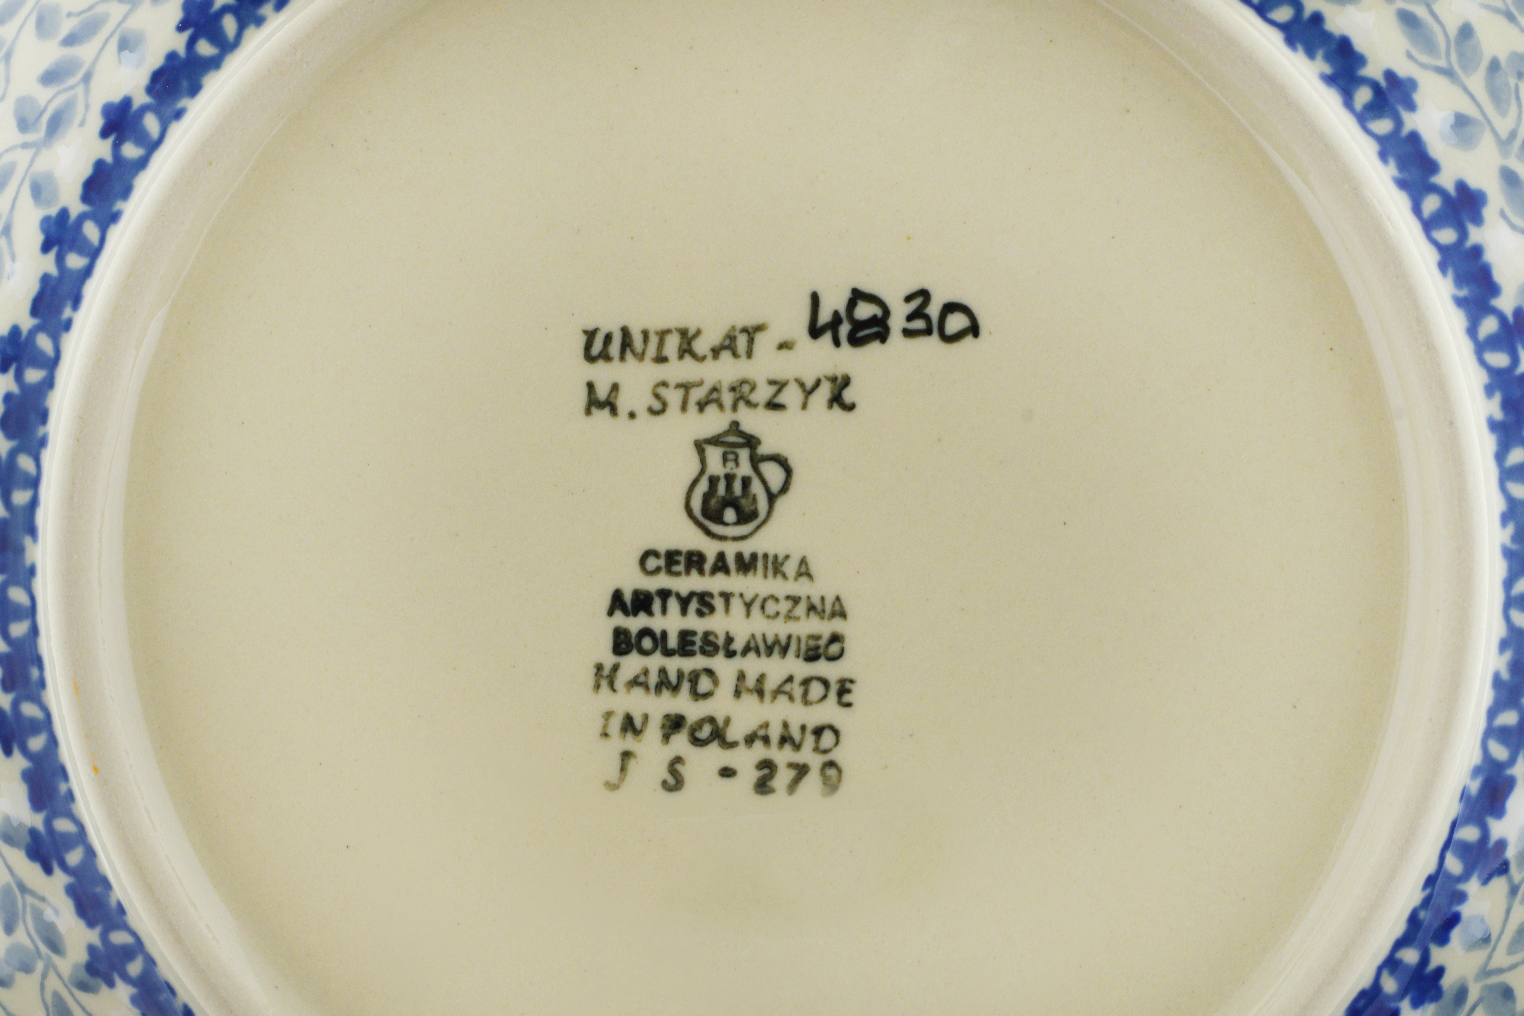 UNIKAT - 4830
M. STARZYK
B
CERAMIKA
ARTYSTYCZNA
BOLESŁAWIEC
HAND MADE
IN POLAND
J S - 279